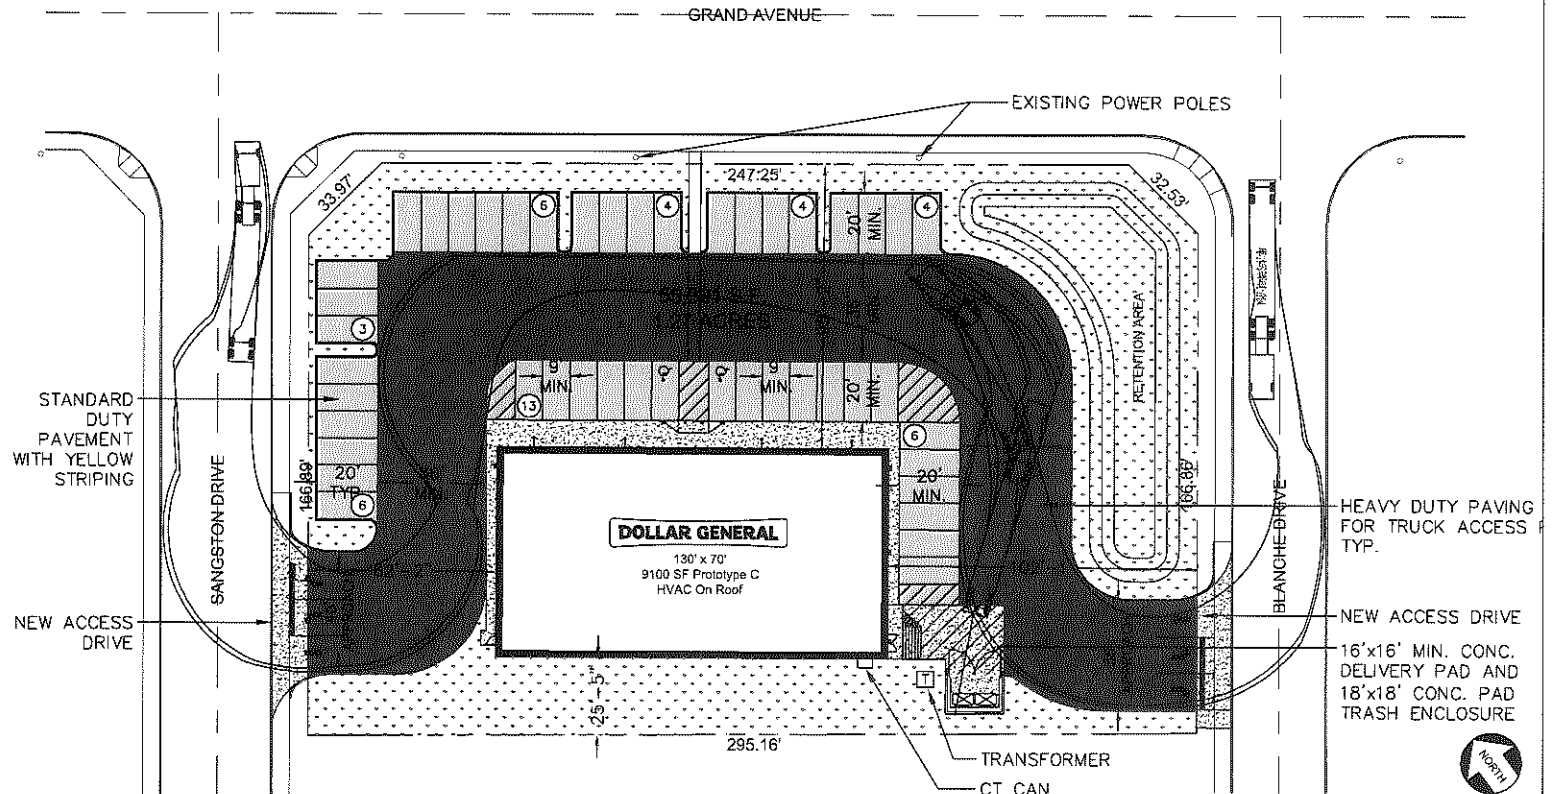 GRAND AVENUE
EXISTING POWER POLES
247.25'
33.97'
32.53'
6
4
4
4
20'
MIN.
1.27 ACRES
3
9'
MIN.
9'
MIN.
20'
MIN.
13
6
RETENTION AREA
STANDARD
DUTY
PAVEMENT
WITH YELLOW
STRIPING
SANGSTON DRIVE
166.89'
20'
TYP.
6
20'
MIN.
166.86'
BLANCHE DRIVE
HEAVY DUTY PAVING
FOR TRUCK ACCESS
TYP.
DOLLAR GENERAL
130' x 70'
9100 SF Prototype C
HVAC On Roof
NEW ACCESS
DRIVE
NEW ACCESS DRIVE
16'x16' MIN. CONC.
DELIVERY PAD AND
18'x18' CONC. PAD
TRASH ENCLOSURE
T
295.16'
TRANSFORMER
CT CAN
NORTH